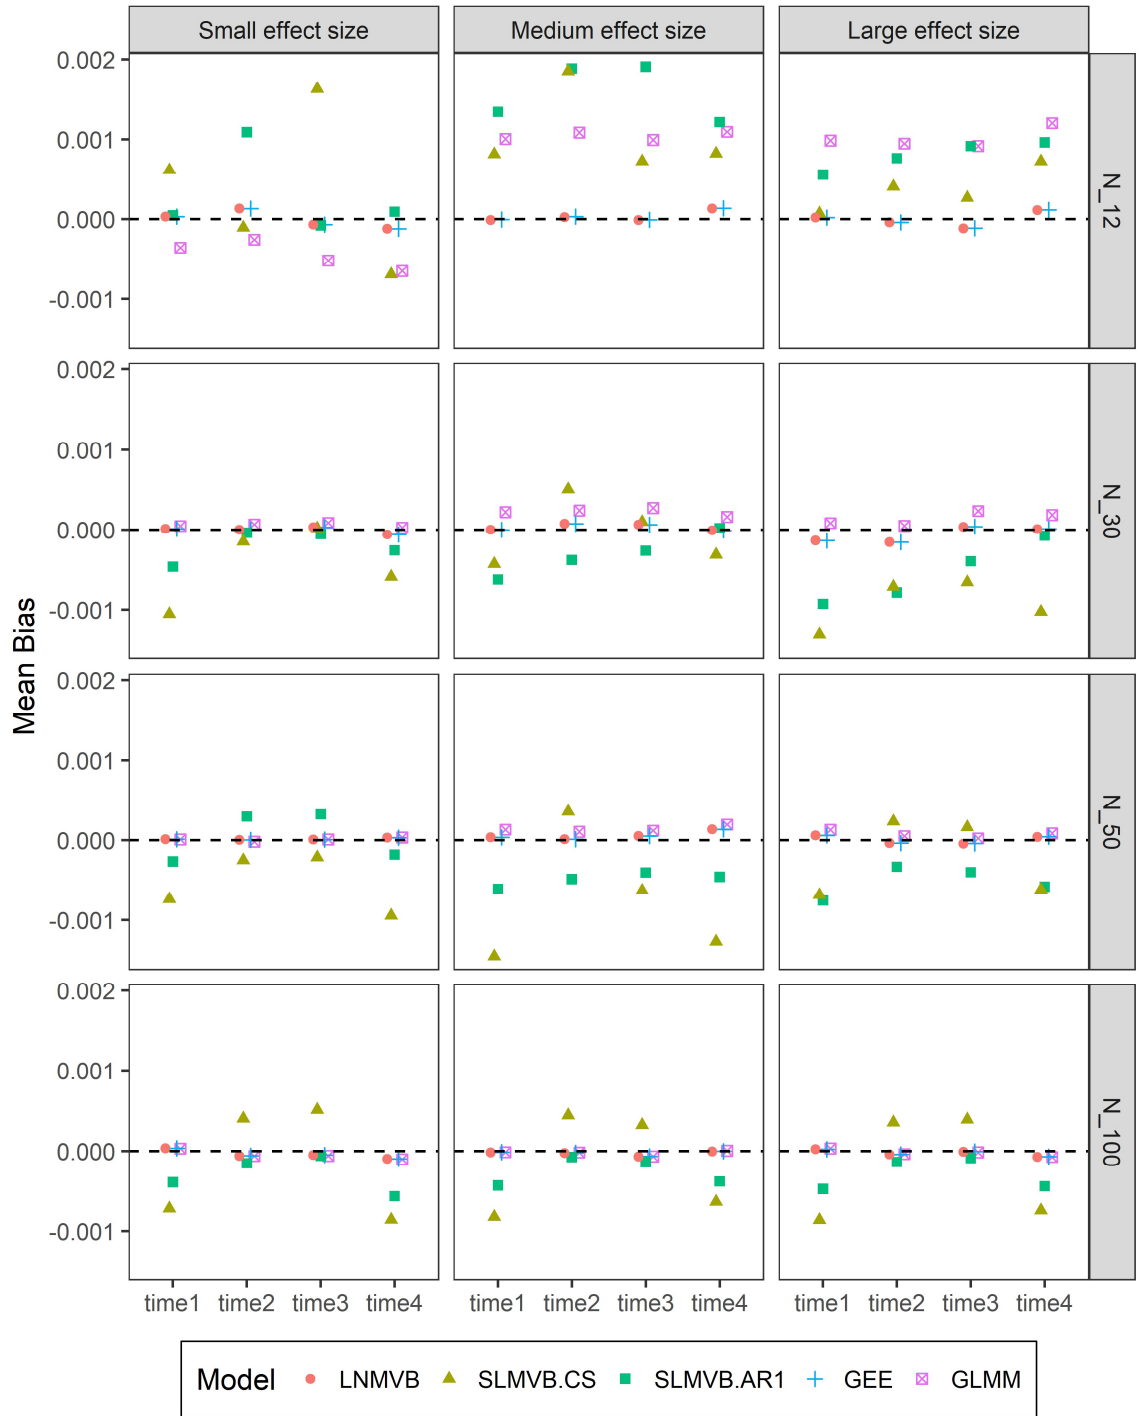 Small effect size Medium effect size Large effect size
0.002
0.001
0.000
-0.001
N_12
0.002
0.001
0.000
-0.001
N_30
Mean Bias
0.002
0.001
0.000
-0.001
N_50
0.002
0.001
0.000
-0.001
N_100
time1 time2 time3 time4 time1 time2 time3 time4 time1 time2 time3 time4
Model LNMVB SLMVB.CS SLMVB.AR1 GEE GLMM